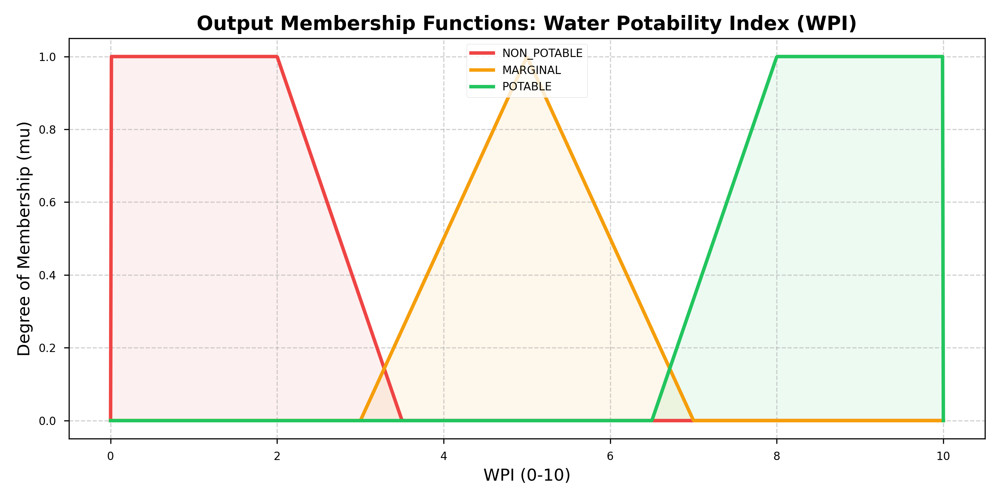 Output Membership Functions: Water Potability Index (WPI)
NON_POTABLE
MARGINAL
POTABLE
Degree of Membership (mu)
1.0
0.8
0.6
0.4
0.2
0.0
0 2 4 6 8 10
WPI (0-10)